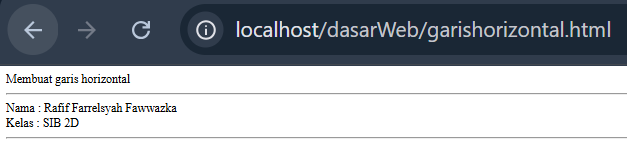 localhost/dasarWeb/garishorizontal.html
Membuat garis horizontal
Nama : Rafif Farrelsyah Fawwazka
Kelas : SIB 2D